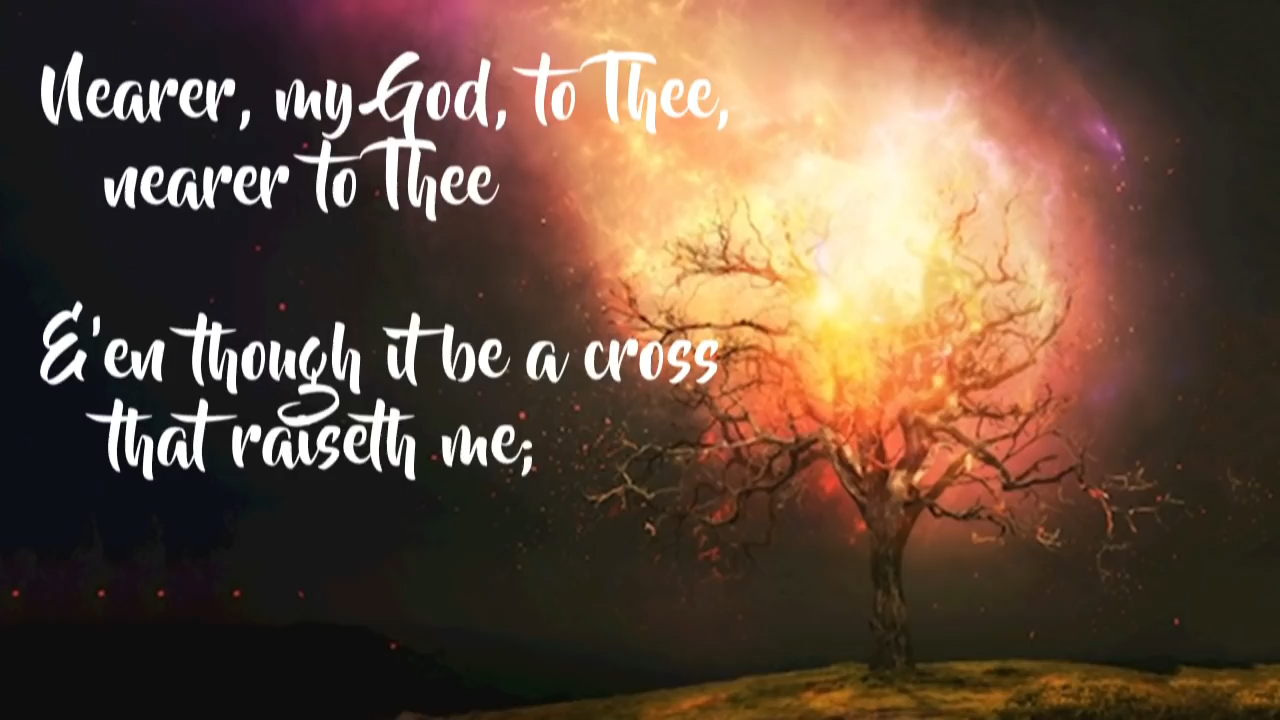 Nearer, my God, to Thee,
nearer to Thee
E'en though it be a cross
that raiseth me;